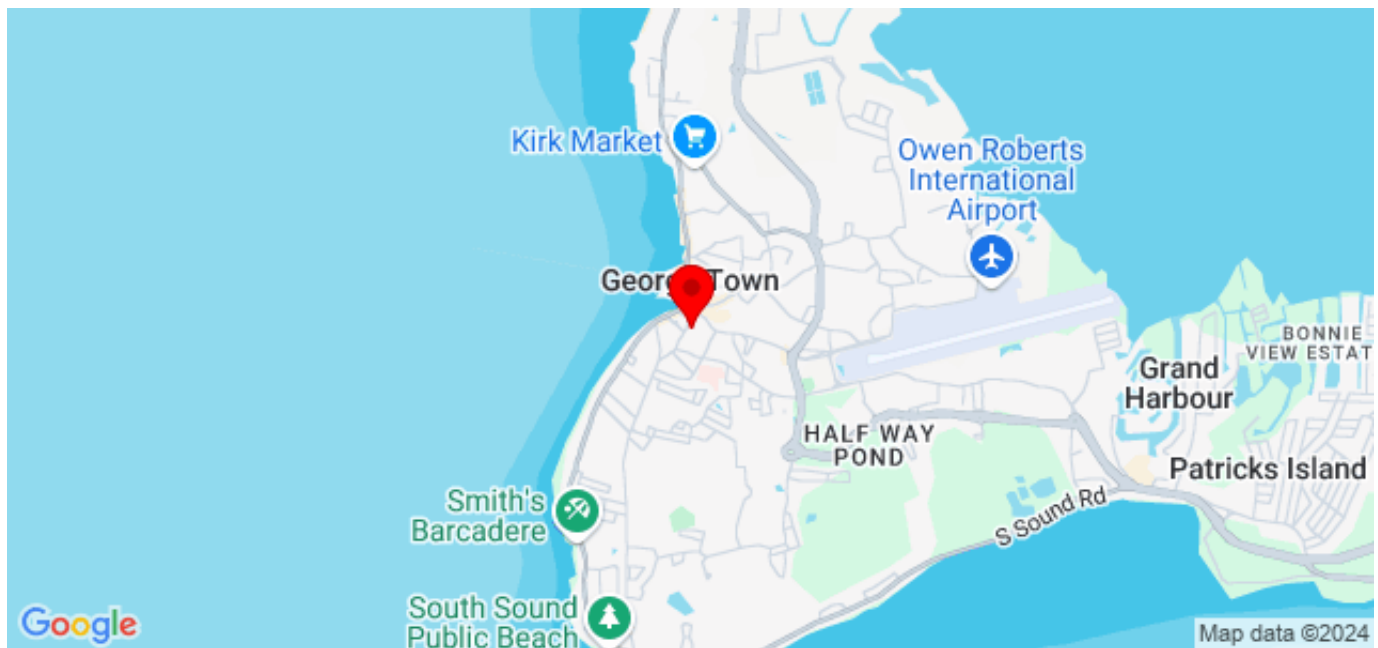 Kirk Market
Owen Roberts
International
Airport
George Town
BONNIE
VIEW ESTAT
Grand
Harbour
HALF WAY
POND
Patricks Island
Smith's
Barcadere
S Sound Rd
South Sound
Public Beach
Google
Map data ©2024